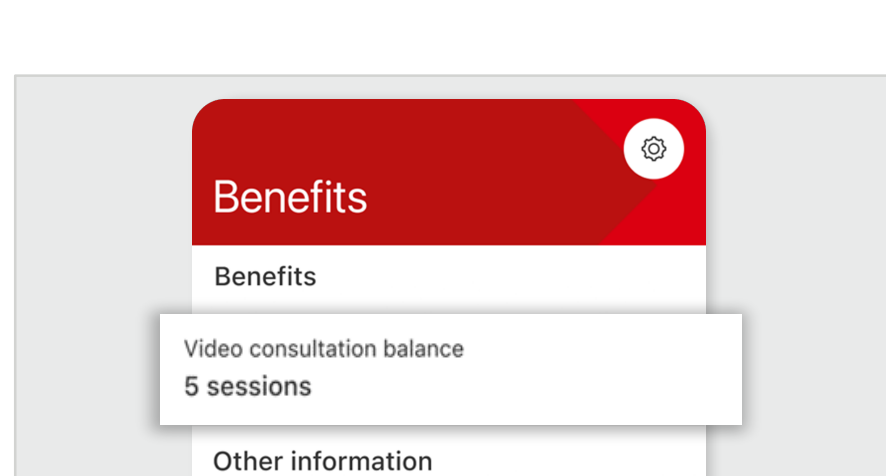 Benefits
Benefits
Video consultation balance
5 sessions
Other information